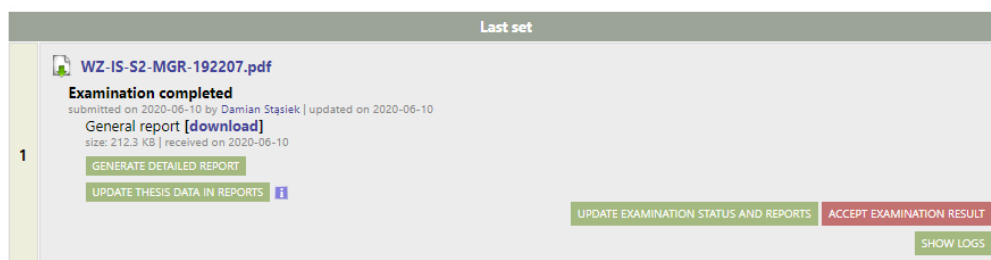 Last set
WZ-IS-S2-MGR-192207.pdf
Examination completed
submitted on 2020-06-10 by Damian Stąsiek | updated on 2020-06-10
General report [download]
size: 212.3 KB | received on 2020-06-10
1
GENERATE DETAILED REPORT
UPDATE THESIS DATA IN REPORTS i
UPDATE EXAMINATION STATUS AND REPORTS ACCEPT EXAMINATION RESULT
SHOW LOGS